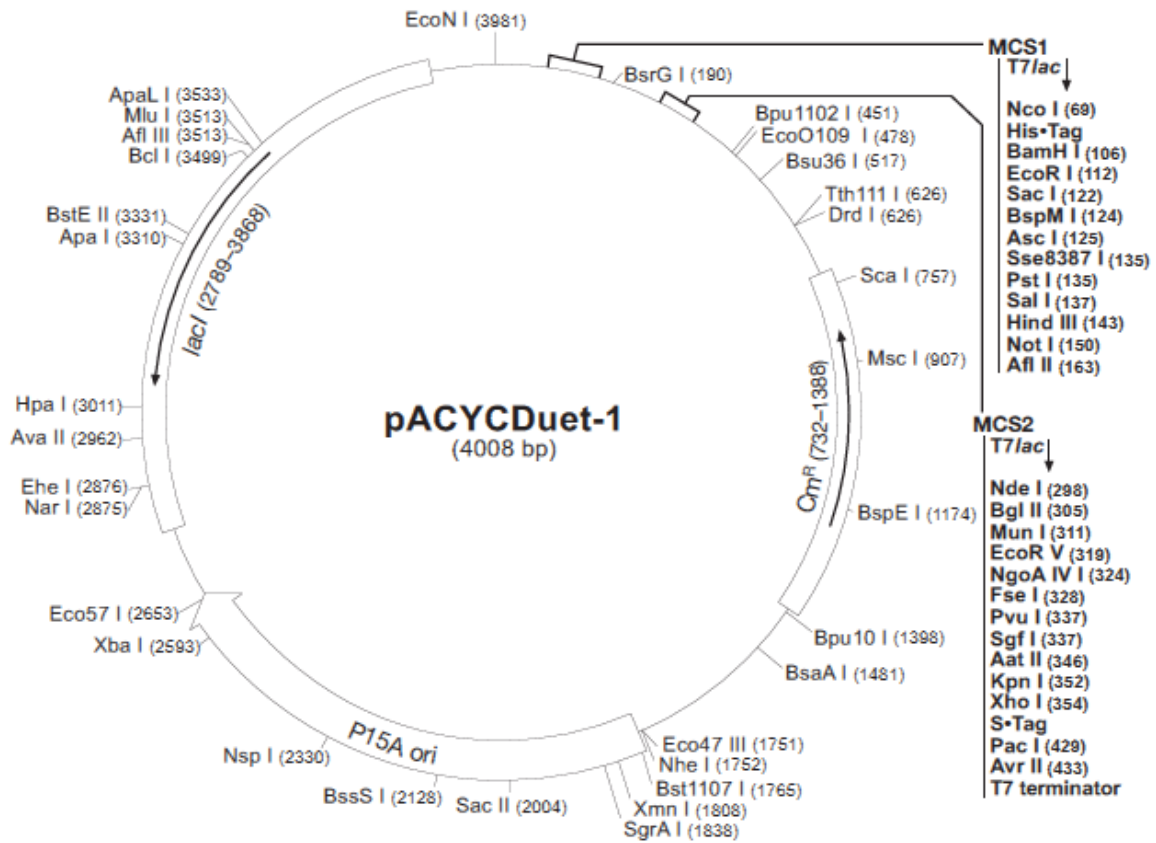 EcoN I (3981)
BsrG I (190)
Bpu1102 I (451)
EcoO109 I (478)
Bsu36 I (517)
Tth111 I (626)
Drd I (626)
Sca I (757)
Msc I (907)
CmR (732–1388)
BspE I (1174)
Bpu10 I (1398)
BsaA I (1481)
Eco47 III (1751)
Nhe I (1752)
Bst1107 I (1765)
Xmn I (1808)
SgrA I (1838)
Sac II (2004)
BssS I (2128)
Nsp I (2330)
P15A ori
Xba I (2593)
Eco57 I (2653)
Nar I (2875)
Ehe I (2876)
Ava II (2962)
Hpa I (3011)
lacI (2789–3868)
Apa I (3310)
BstE II (3331)
Bcl I (3499)
Afl III (3513)
Mlu I (3513)
ApaL I (3533)
pACYCDuet-1
(4008 bp)
MCS1
T7lac
Nco I (69)
His•Tag
BamH I (106)
EcoR I (112)
Sac I (122)
BspM I (124)
Asc I (125)
Sse8387 I (135)
Pst I (135)
Sal I (137)
Hind III (143)
Not I (150)
Afl II (163)
MCS2
T7lac
Nde I (298)
Bgl II (305)
Mun I (311)
EcoR V (319)
NgoA IV I (324)
Fse I (328)
Pvu I (337)
Sgf I (337)
Aat II (346)
Kpn I (352)
Xho I (354)
S•Tag
Pac I (429)
Avr II (433)
T7 terminator